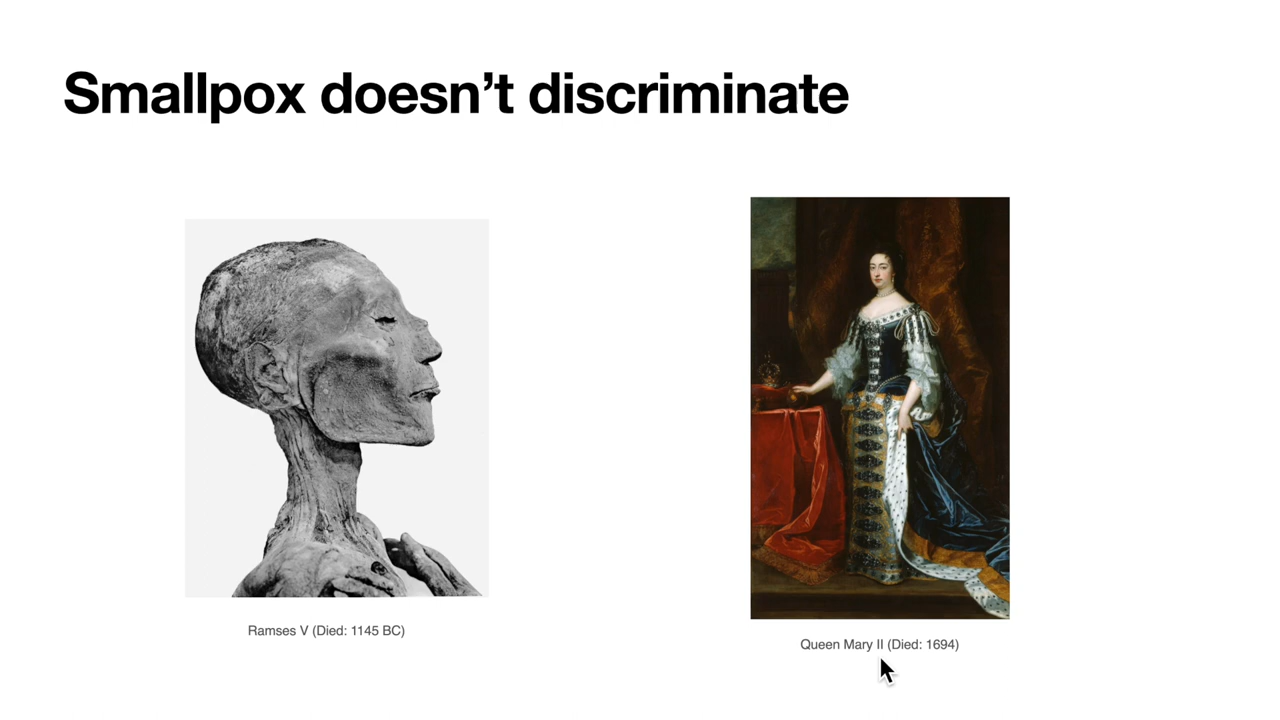 Smallpox doesn’t discriminate
Ramses V (Died: 1145 BC)
Queen Mary II (Died: 1694)